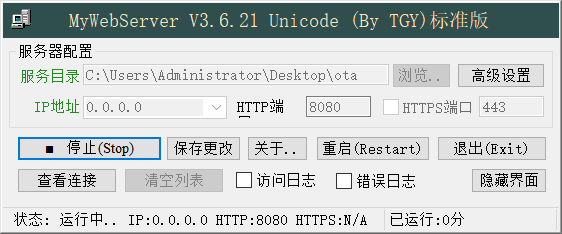 MyWebServer V3.6.21 Unicode (By TGY)标准版
服务器配置
服务目录 C:\Users\Administrator\Desktop\ota 浏览.. 高级设置
IP地址 0.0.0.0 HTTP端 8080 HTTPS端口 443
■ 停止(Stop) 保存更改 关于.. 重启(Restart) 退出(Exit)
查看连接 清空列表 访问日志 错误日志 隐藏界面
状态: 运行中.. IP:0.0.0.0 HTTP:8080 HTTPS:N/A 已运行:0分